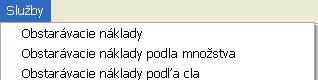 Služby
Obstarávacie náklady
Obstarávacie náklady podla množstva
Obstarávacie náklady podľa cla